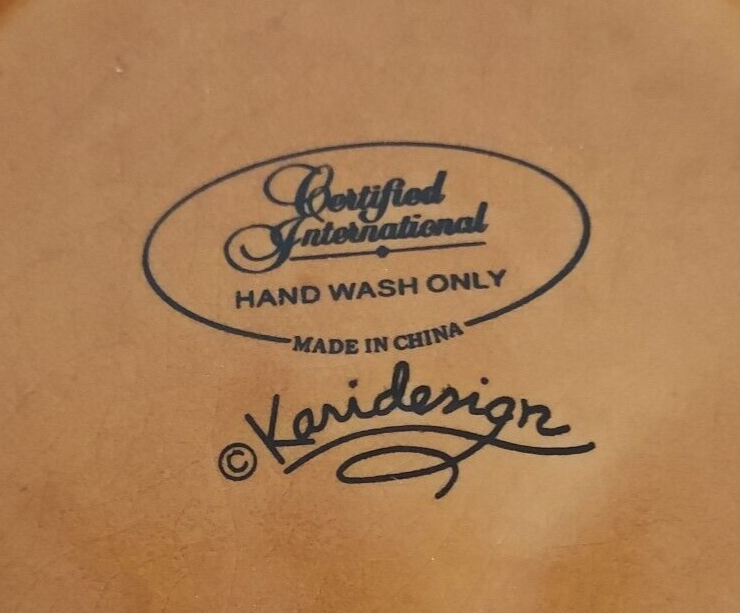 Certified
International
HAND WASH ONLY
MADE IN CHINA
© Karidesign